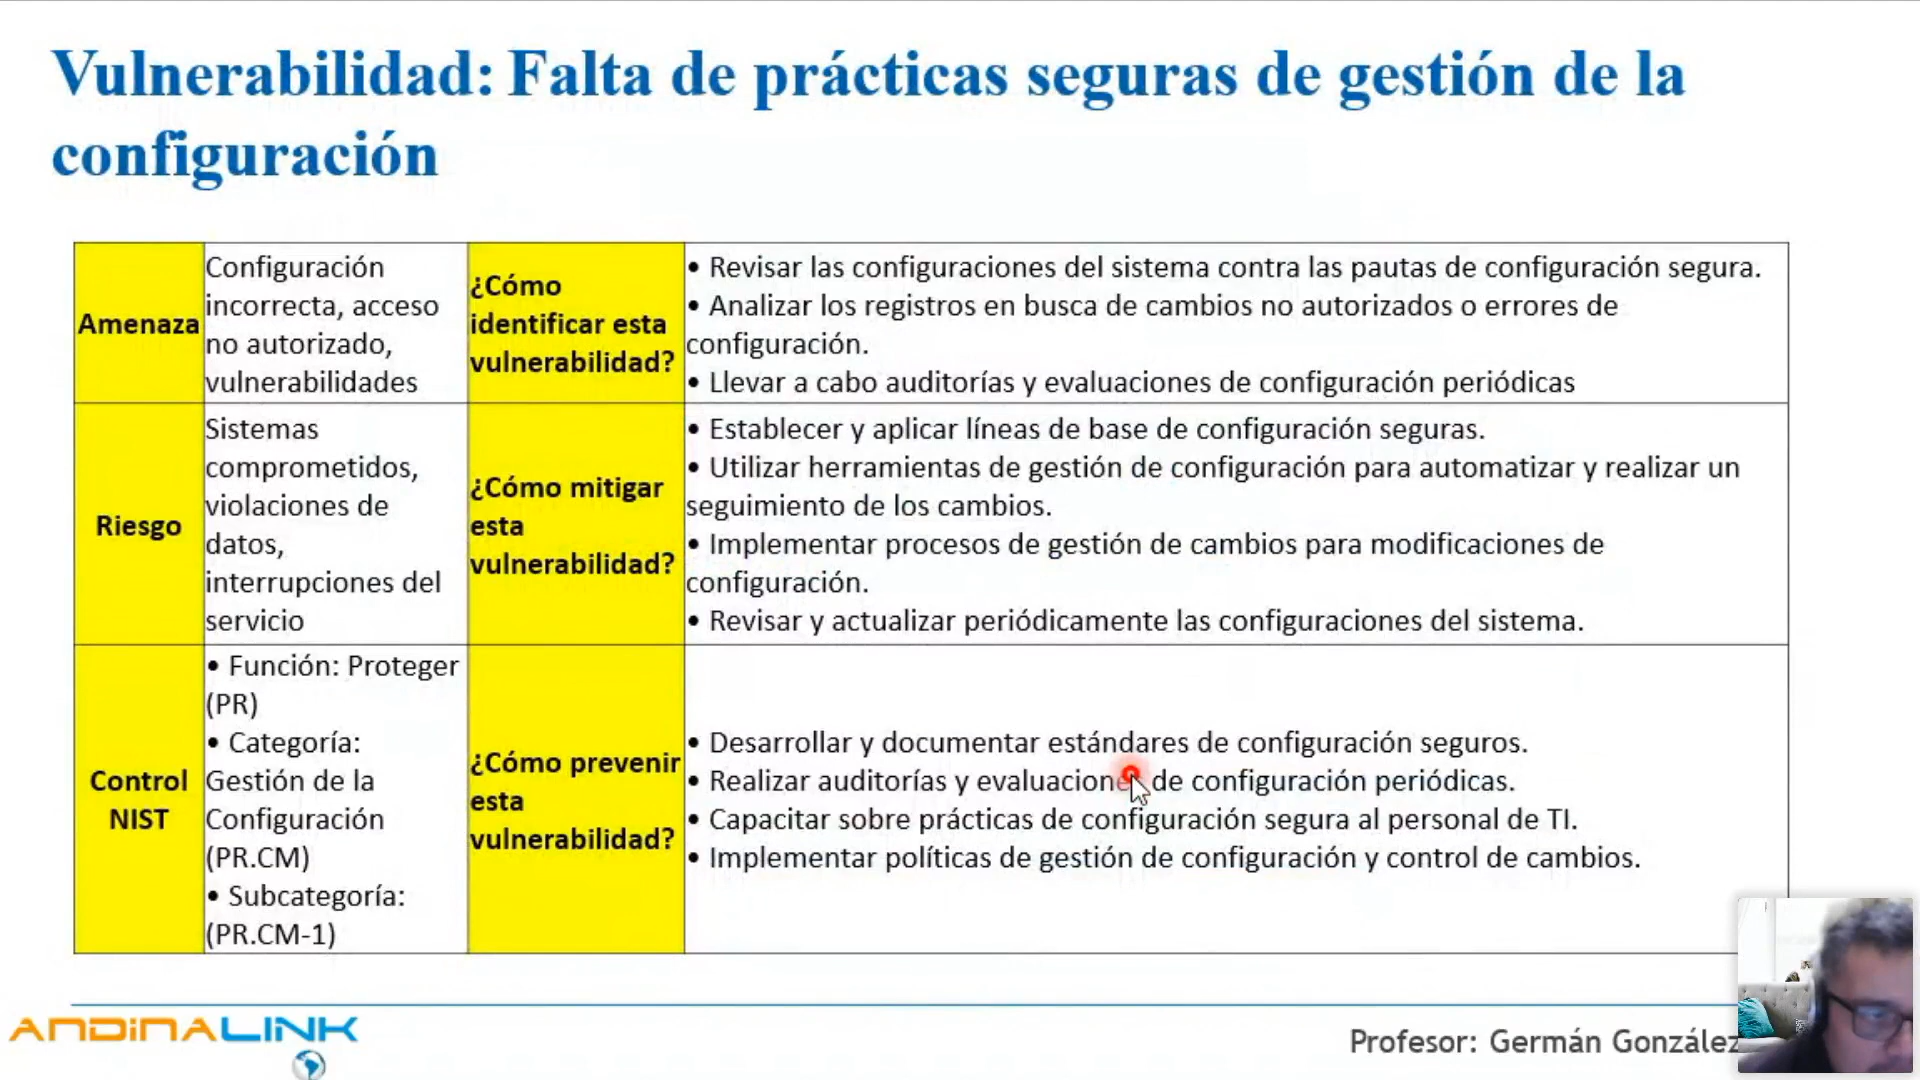 Vulnerabilidad: Falta de prácticas seguras de gestión de la
configuración
Amenaza
Configuración
incorrecta, acceso
no autorizado,
vulnerabilidades
¿Cómo
identificar esta
vulnerabilidad?
• Revisar las configuraciones del sistema contra las pautas de configuración segura.
• Analizar los registros en busca de cambios no autorizados o errores de
configuración.
• Llevar a cabo auditorías y evaluaciones de configuración periódicas
Riesgo
Sistemas
comprometidos,
violaciones de
datos,
interrupciones del
servicio
¿Cómo mitigar
esta
vulnerabilidad?
• Establecer y aplicar líneas de base de configuración seguras.
• Utilizar herramientas de gestión de configuración para automatizar y realizar un
seguimiento de los cambios.
• Implementar procesos de gestión de cambios para modificaciones de
configuración.
• Revisar y actualizar periódicamente las configuraciones del sistema.
Control
NIST
• Función: Proteger
(PR)
• Categoría:
Gestión de la
Configuración
(PR.CM)
• Subcategoría:
(PR.CM-1)
¿Cómo prevenir
esta
vulnerabilidad?
• Desarrollar y documentar estándares de configuración seguros.
• Realizar auditorías y evaluaciones de configuración periódicas.
• Capacitar sobre prácticas de configuración segura al personal de TI.
• Implementar políticas de gestión de configuración y control de cambios.
ANDINALINK
Profesor: Germán González